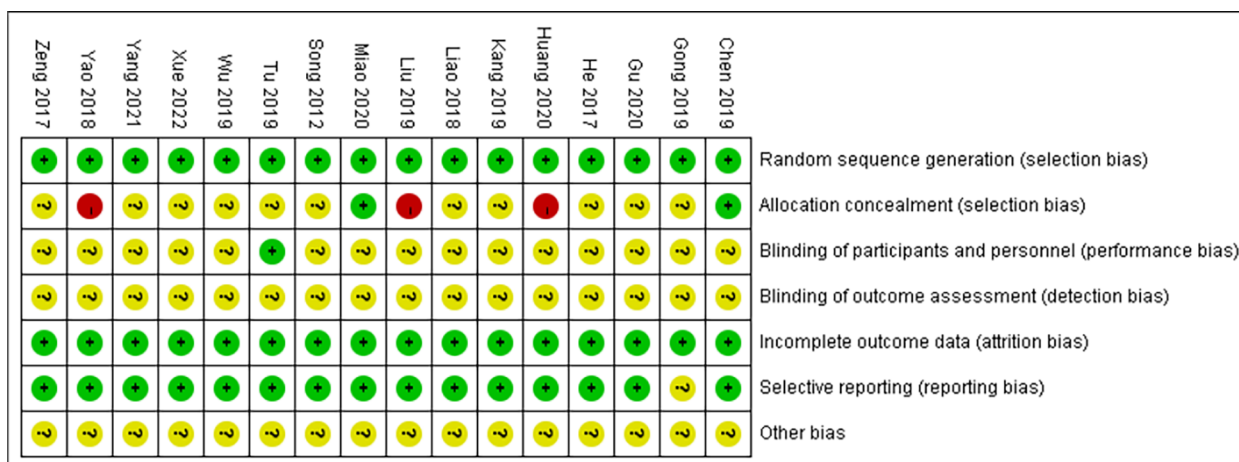 Zeng 2017
Yao 2018
Yang 2021
Xue 2022
Wu 2019
Tu 2019
Song 2012
Miao 2020
Liu 2019
Liao 2018
Kang 2019
Huang 2020
He 2017
Gu 2020
Gong 2019
Chen 2019
+ + + + + + + + + + + + + + + + Random sequence generation (selection bias)
? - ? ? ? ? ? + - ? ? - ? ? ? + Allocation concealment (selection bias)
? ? ? ? ? + ? ? ? ? ? ? ? ? ? ? Blinding of participants and personnel (performance bias)
? ? ? ? ? ? ? ? ? ? ? ? ? ? ? ? Blinding of outcome assessment (detection bias)
+ + + + + + + + + + + + + + + + Incomplete outcome data (attrition bias)
+ + + + + + + + + + + + + + ? + Selective reporting (reporting bias)
? ? ? ? ? ? ? ? ? ? ? ? ? ? ? ? Other bias